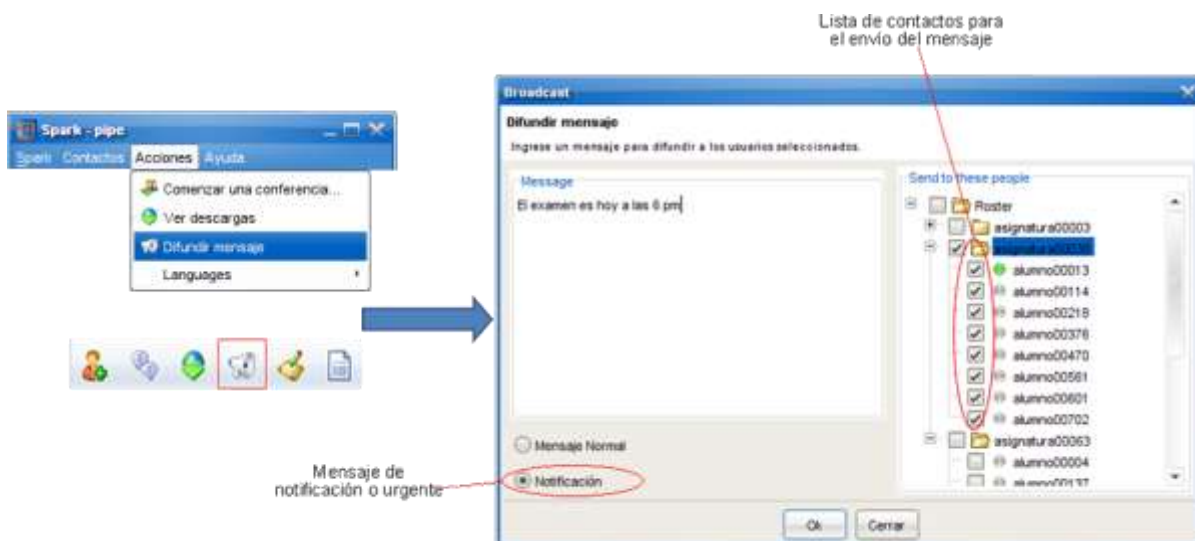 Lista de contactos para
el envío del mensaje
Spark - pipe
Spark Contactos Acciones Ayuda
Comenzar una conferencia...
Ver descargas
Difundir mensaje
Languages
Broadcast
Difundir mensaje
Ingrese un mensaje para difundir a los usuarios seleccionados.
Message
El examen es hoy a las 6 pm
Mensaje Normal
Notificación
Send to these people
Roster
asignatura00003
alumno00013
alumno00114
alumno00218
alumno00376
alumno00470
alumno00561
alumno00601
alumno00702
asignatura00063
alumno00004
alumno00137
Ok Cerrar
Mensaje de
notificación o urgente